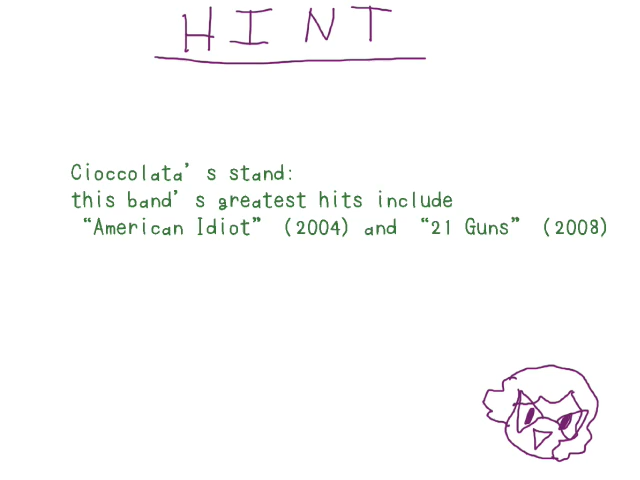 HINT
Cioccolata’s stand:
this band’s greatest hits include
“American Idiot” (2004) and “21 Guns” (2008)